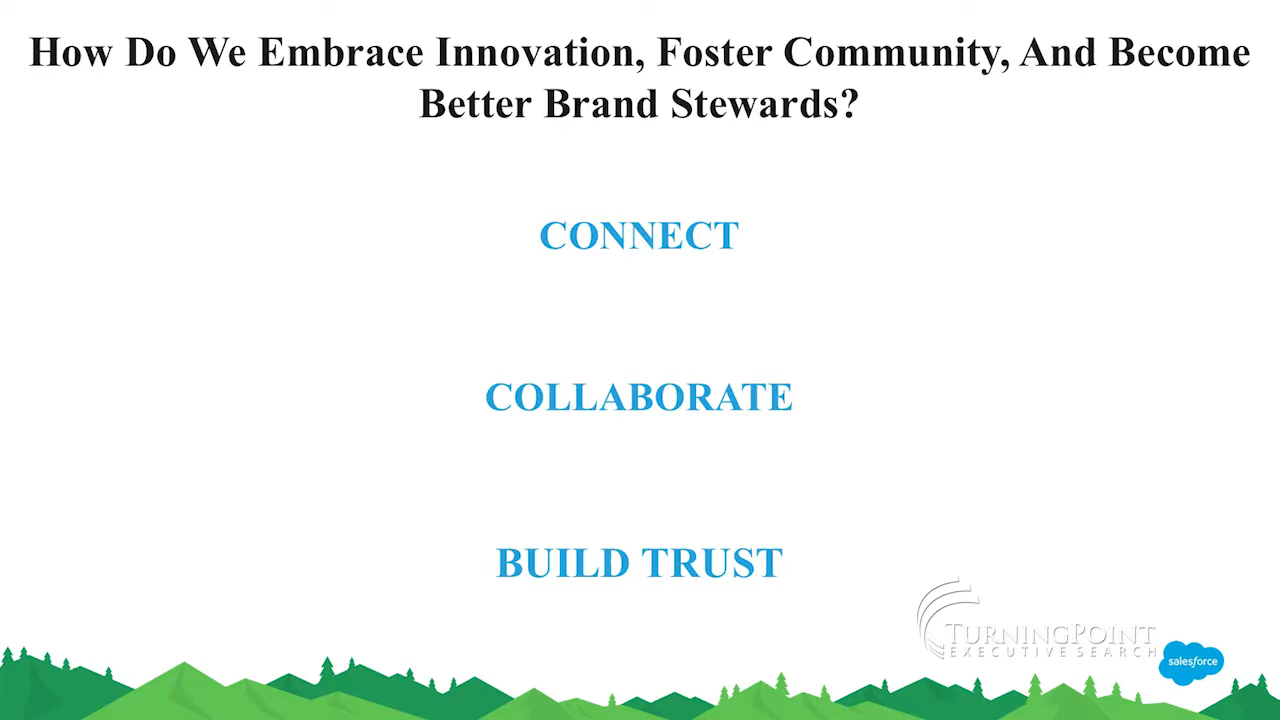 How Do We Embrace Innovation, Foster Community, And Become
Better Brand Stewards?
CONNECT
COLLABORATE
BUILD TRUST
TURNINGPOINT
EXECUTIVE SEARCH
salesforce